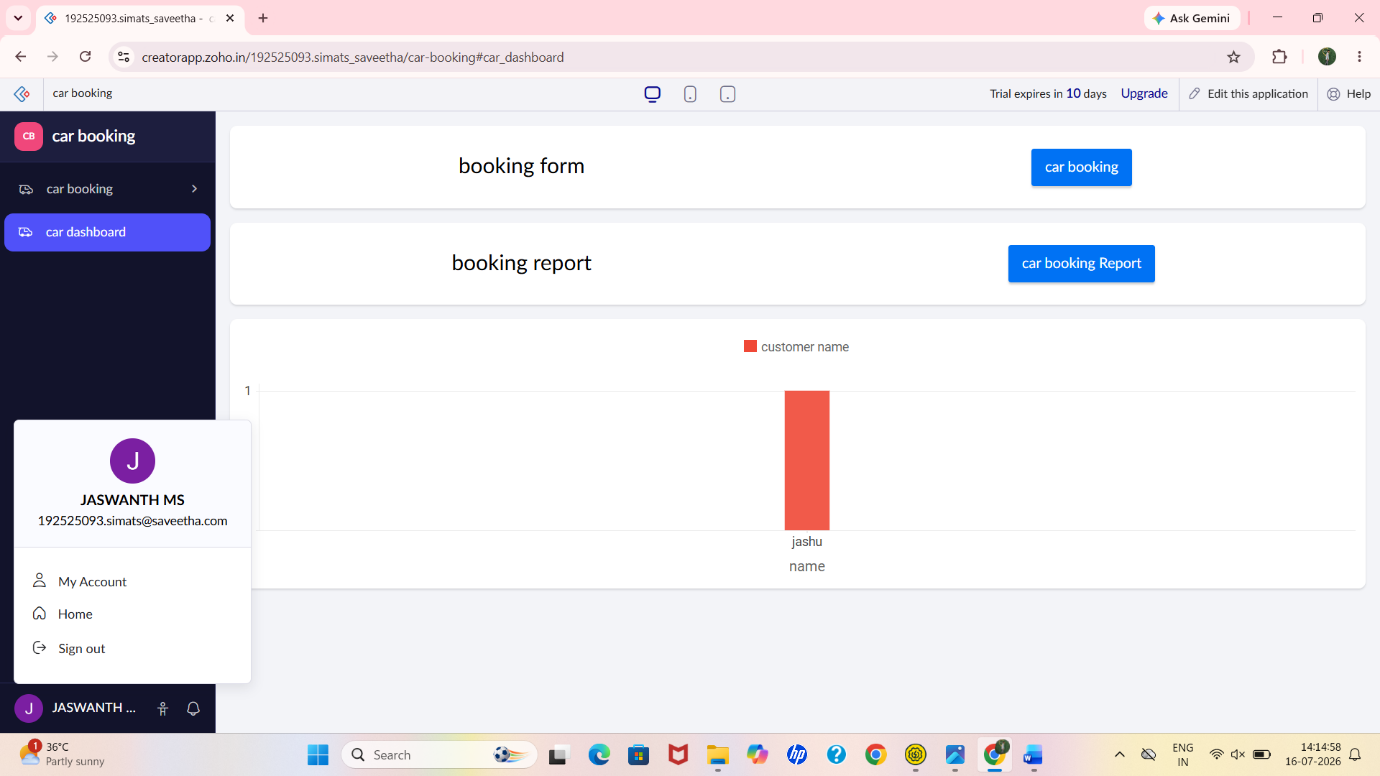 192525093.simats_saveetha - c
Ask Gemini
creatorapp.zoho.in/192525093.simats_saveetha/car-booking#car_dashboard
car booking
Trial expires in 10 days
Upgrade
Edit this application
Help
CB
car booking
car booking
car dashboard
booking form
car booking
booking report
car booking Report
customer name
1
jashu
name
J
JASWANTH MS
192525093.simats@saveetha.com
My Account
Home
Sign out
J
JASWANTH ...
1
36°C
Partly sunny
Search
ENG
IN
14:14:58
16-07-2026